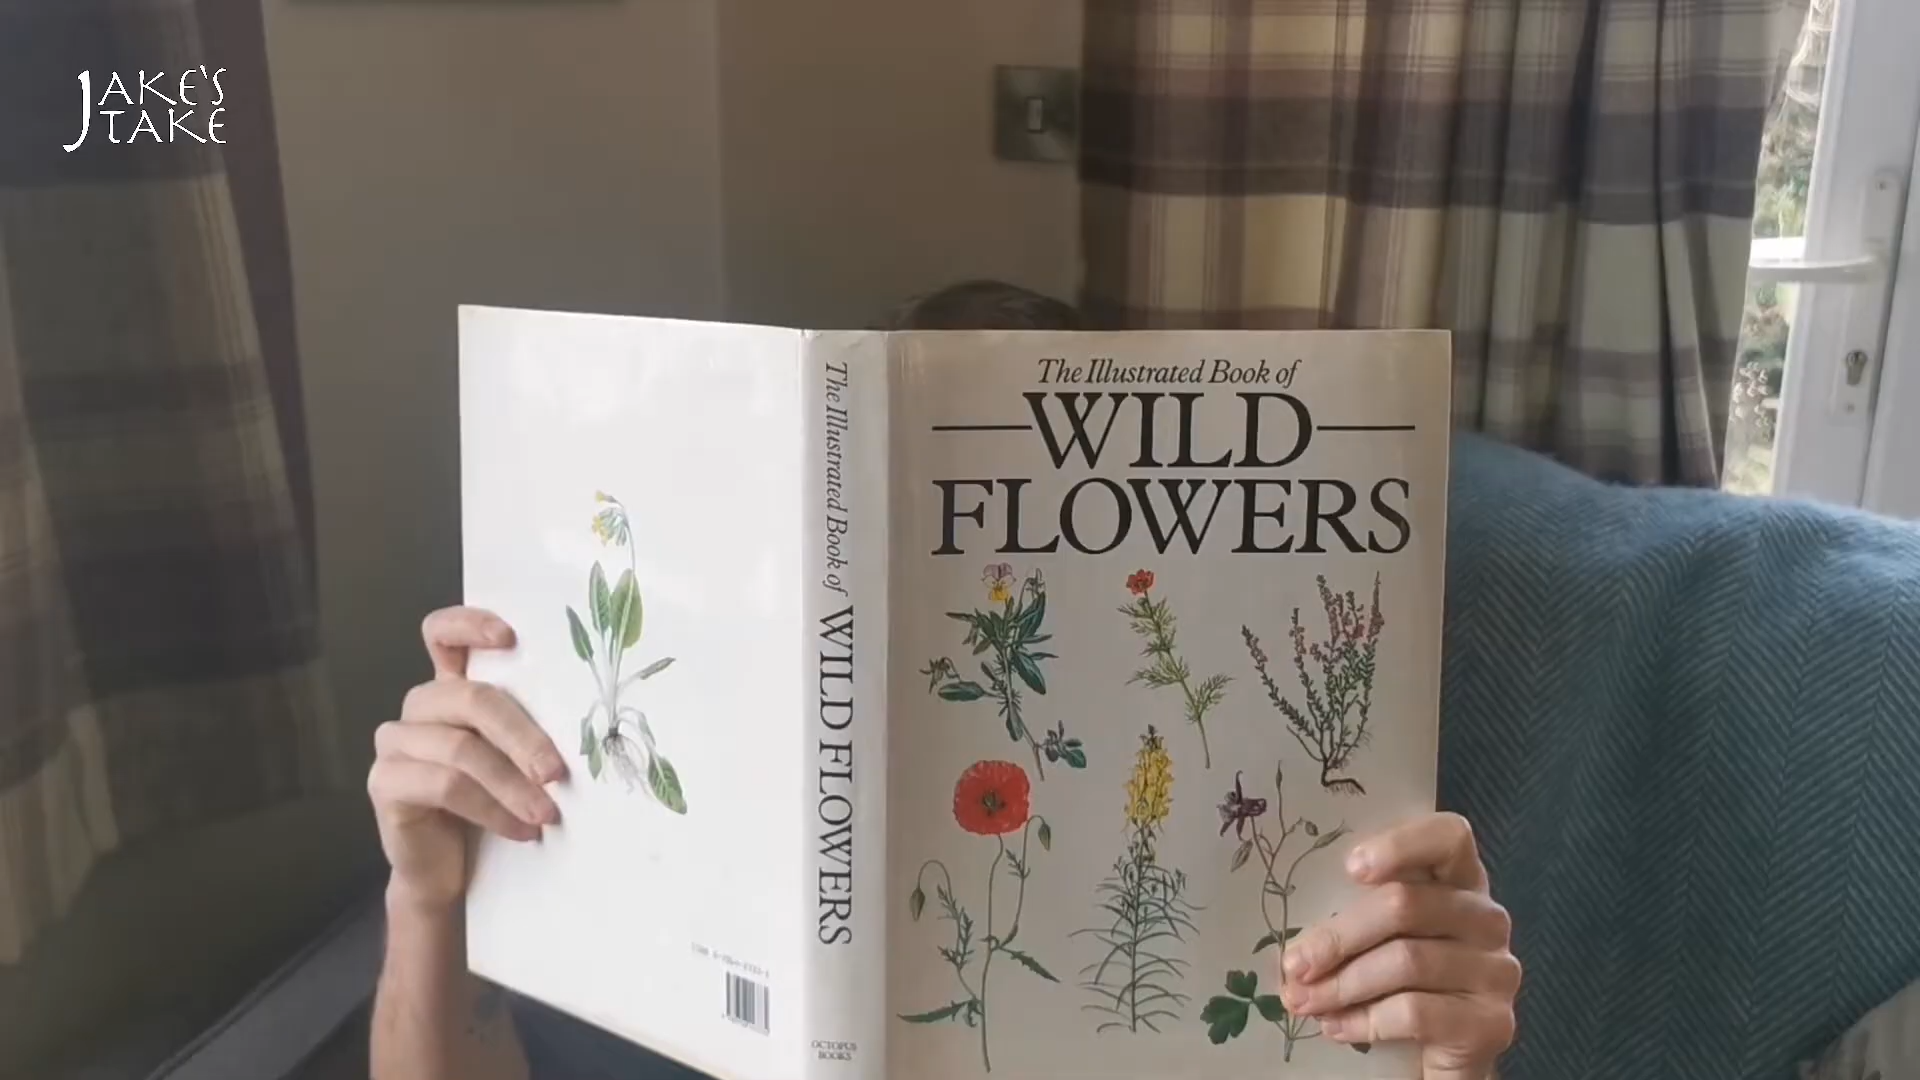 JAKE'S
TAKE
The Illustrated Book of WILD FLOWERS
The Illustrated Book of
WILD
FLOWERS
OCTOPUS
BOOKS